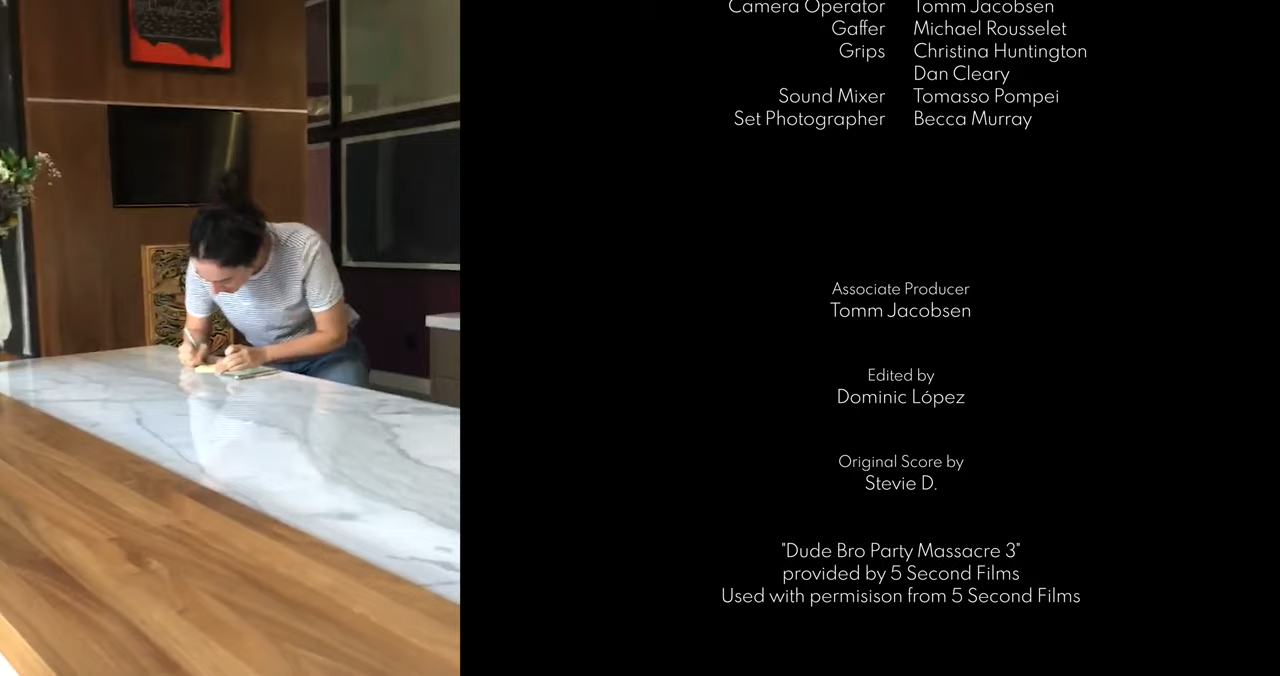 Camera Operator Tomm Jacobsen
Gaffer Michael Rousselet
Grips Christina Huntington
Dan Cleary
Sound Mixer Tomasso Pompei
Set Photographer Becca Murray
Associate Producer
Tomm Jacobsen
Edited by
Dominic López
Original Score by
Stevie D.
"Dude Bro Party Massacre 3"
provided by 5 Second Films
Used with permisison from 5 Second Films